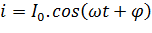 i = I₀.cos(ωt + φ)